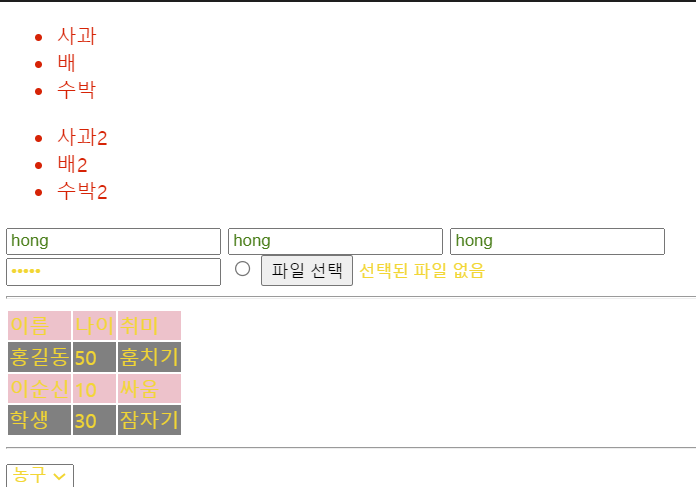 사과
배
수박
사과2
배2
수박2
hong hong hong
••••• 파일 선택 선택된 파일 없음
이름 나이 취미
홍길동 50 훔치기
이순신 10 싸움
학생 30 잠자기
농구